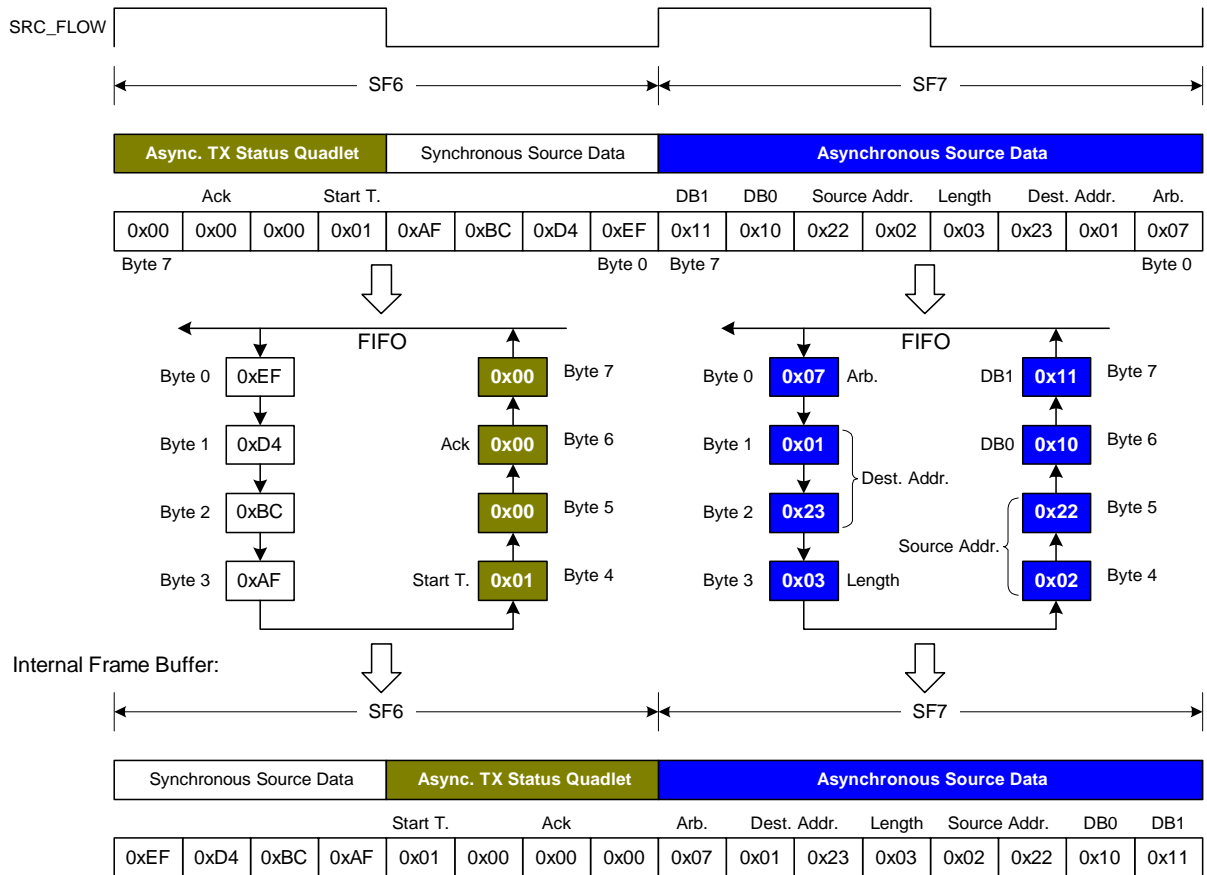 SRC_FLOW
SF6 SF7
Async. TX Status Quadlet Synchronous Source Data Asynchronous Source Data
Ack Start T. DB1 DB0 Source Addr. Length Dest. Addr. Arb.
0x00 0x00 0x00 0x01 0xAF 0xBC 0xD4 0xEF 0x11 0x10 0x22 0x02 0x03 0x23 0x01 0x07
Byte 7 Byte 0 Byte 7 Byte 0
FIFO FIFO
Byte 0 0xEF 0x00 Byte 7 Byte 0 0x07 Arb. DB1 0x11 Byte 7
Byte 1 0xD4 Ack 0x00 Byte 6 Byte 1 0x01 DB0 0x10 Byte 6
Dest. Addr.
Byte 2 0xBC 0x00 Byte 5 Byte 2 0x23 0x22 Byte 5
Source Addr.
Byte 3 0xAF Start T. 0x01 Byte 4 Byte 3 0x03 Length 0x02 Byte 4
Internal Frame Buffer:
SF6 SF7
Synchronous Source Data Async. TX Status Quadlet Asynchronous Source Data
Start T. Ack Arb. Dest. Addr. Length Source Addr. DB0 DB1
0xEF 0xD4 0xBC 0xAF 0x01 0x00 0x00 0x00 0x07 0x01 0x23 0x03 0x02 0x22 0x10 0x11